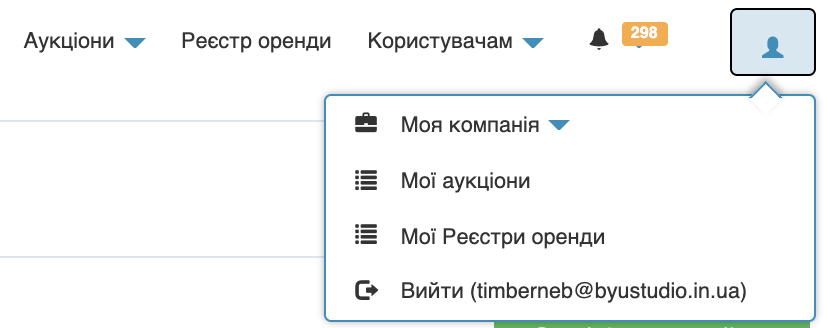 Аукціони
Реєстр оренди
Користувачам
298
Моя компанія
Мої аукціони
Мої Реєстри оренди
Вийти (timberneb@byustudio.in.ua)